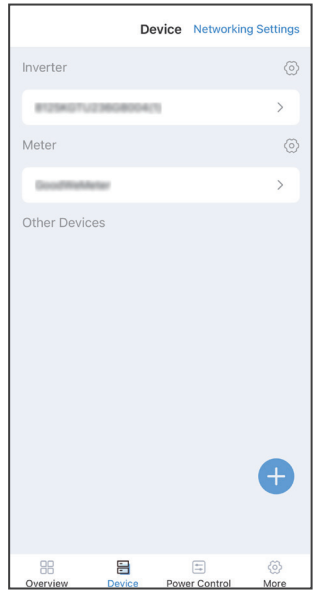 Device Networking Settings
Inverter
Meter
Other Devices
Overview Device Power Control More